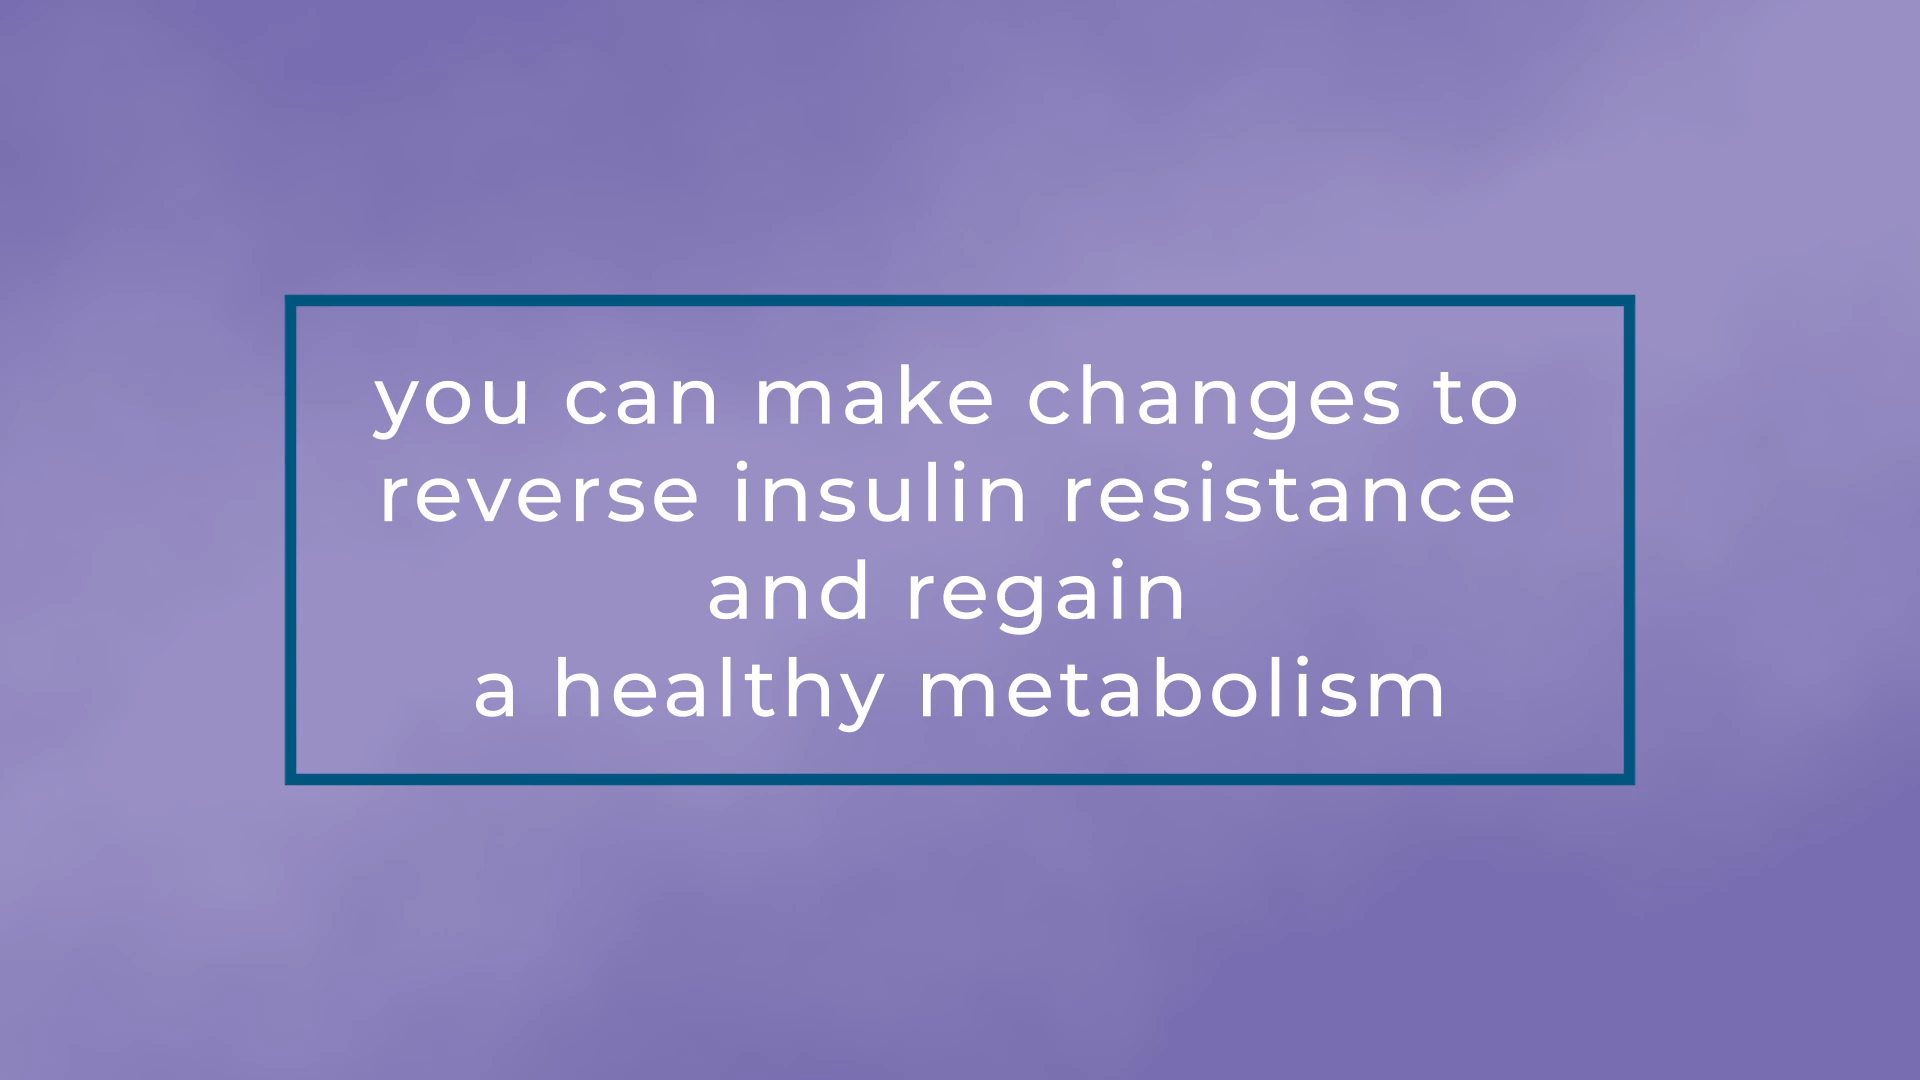 you can make changes to
reverse insulin resistance
and regain
a healthy metabolism